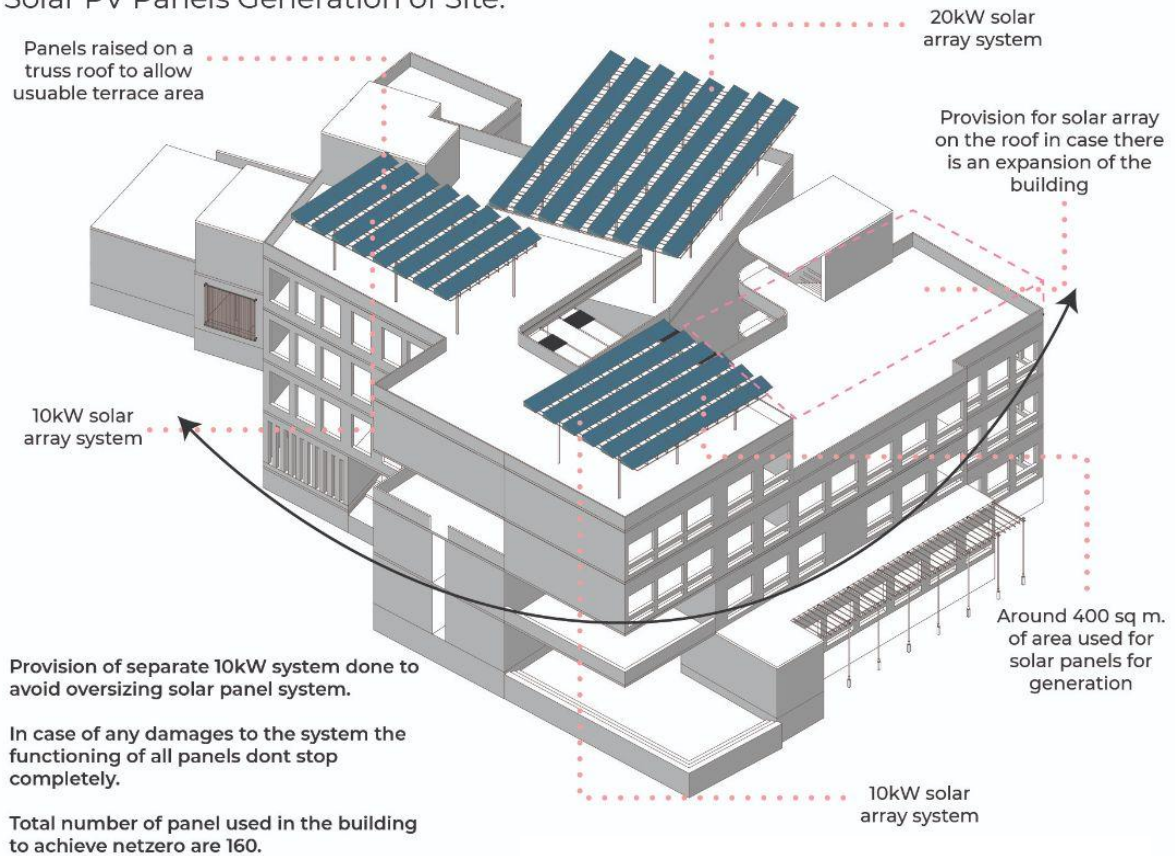 Solar PV Panels Generation of Site.
Panels raised on a
truss roof to allow
usuable terrace area
20kW solar
array system
Provision for solar array
on the roof in case there
is an expansion of the
building
10kW solar
array system
Around 400 sq m.
of area used for
solar panels for
generation
Provision of separate 10kW system done to
avoid oversizing solar panel system.
In case of any damages to the system the
functioning of all panels dont stop
completely.
Total number of panel used in the building
to achieve netzero are 160.
10kW solar
array system